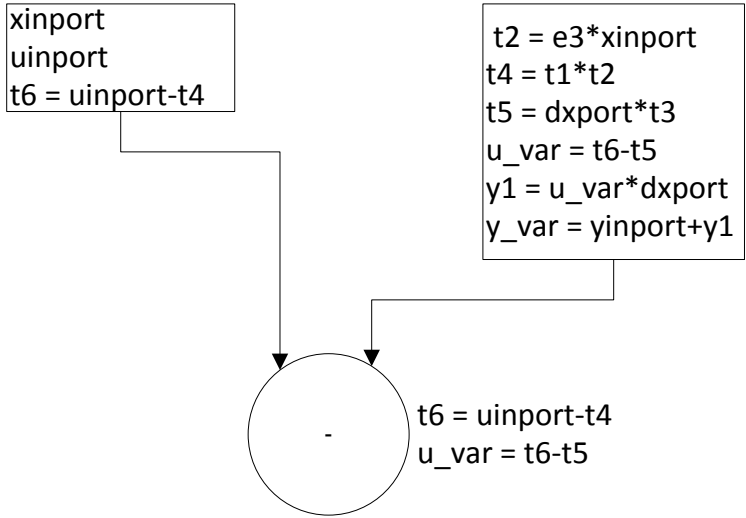 xinport
uinport
t6 = uinport-t4
t2 = e3*xinport
t4 = t1*t2
t5 = dxport*t3
u_var = t6-t5
y1 = u_var*dxport
y_var = yinport+y1
-
t6 = uinport-t4
u_var = t6-t5